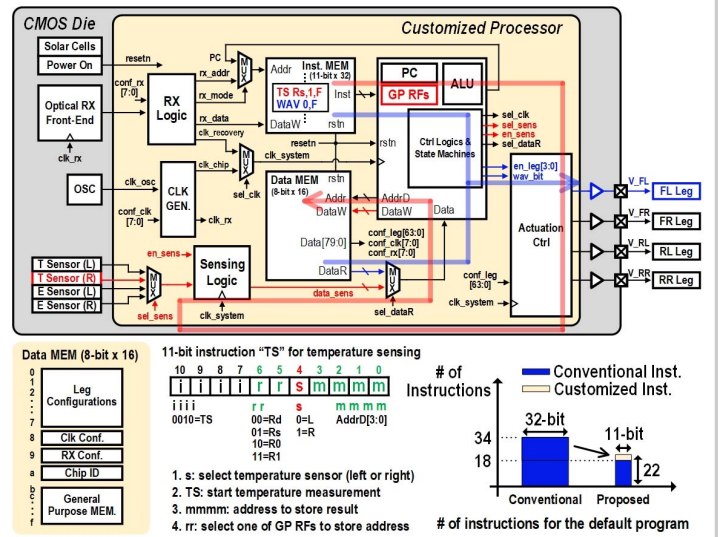 CMOS Die
Customized Processor
Solar Cells
Power On
resetn
PC
conf_rx
[7:0]
Optical RX
Front-End
clk_rx
RX
Logic
rx_addr
rx_mode
rx_data
clk_recovery
MUX
Addr
Inst. MEM
(11-bit x 32)
TS Rs,1,F
WAV 0,F
Inst
DataW
rstn
PC
GP RFs
ALU
Ctrl Logics &
State Machines
sel_clk
sel_sens
en_sens
sel_dataR
resetn
rstn
OSC
clk_osc
clk_chip
CLK
GEN.
conf_clk
[7:0]
clk_rx
MUX
clk_system
sel_clk
Data MEM
(8-bit x 16)
rstn
Addr
DataW
AddrD
DataW
Data
Data[79:0]
conf_leg[63:0]
conf_clk[7:0]
conf_rx[7:0]
DataR
en_leg[3:0]
wav_bit
Actuation
Ctrl
conf_leg
[63:0]
clk_system
V_FL
FL Leg
V_FR
FR Leg
V_RL
RL Leg
V_RR
RR Leg
T Sensor (L)
T Sensor (R)
E Sensor (L)
E Sensor (R)
MUX
sel_sens
en_sens
Sensing
Logic
clk_system
data_sens
MUX
sel_dataR
Data MEM (8-bit x 16)
0
1
2
7
Leg
Configurations
8
Clk Conf.
9
RX Conf.
a
Chip ID
b
c
f
General
Purpose MEM.
11-bit instruction “TS” for temperature sensing
10 9 8 7 6 5 4 3 2 1 0
i i i i r r s m m m m
i i i i r r s m m m m
0010=TS 00=Rd 0=L AddrD[3:0]
01=Rs 1=R
10=R0
11=R1
1. s: select temperature sensor (left or right)
2. TS: start temperature measurement
3. mmmm: address to store result
4. rr: select one of GP RFs to store address
# of
Instructions
Conventional Inst.
Customized Inst.
32-bit
11-bit
34
18
22
Conventional
Proposed
# of instructions for the default program